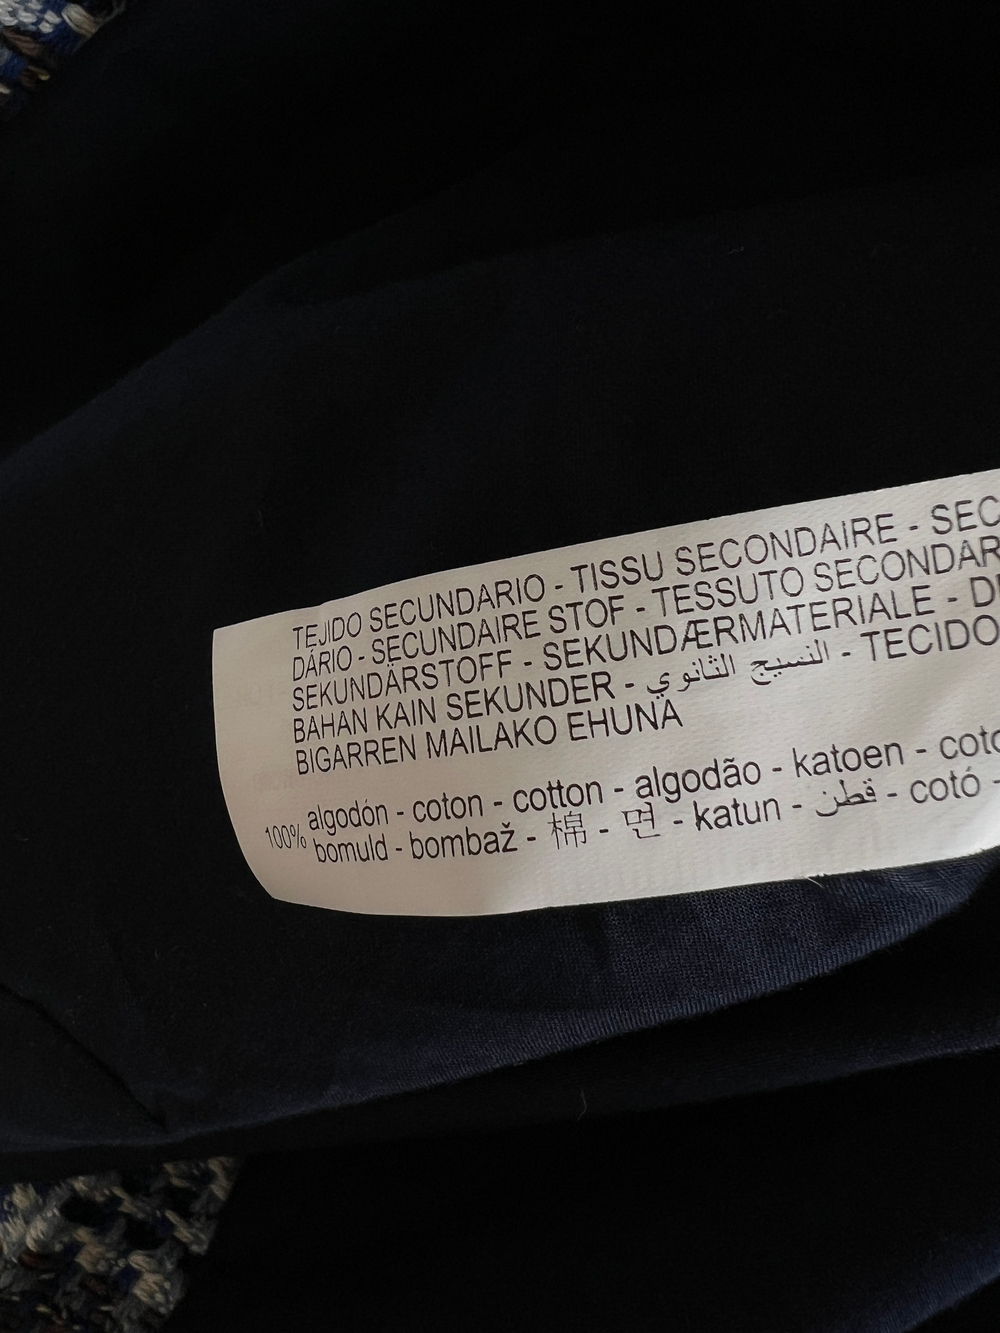 TEJIDO SECUNDARIO - TISSU SECONDAIRE - SEC
DÁRIO - SECUNDAIRE STOF - TESSUTO SECONDAR
SEKUNDÄRSTOFF - SEKUNDÆRMATERIALE - D
BAHAN KAIN SEKUNDER - النسيج الثانوي - TECIDO
BIGARREN MAILAKO EHUNA
100% algodón - coton - cotton - algodão - katoen - coto
bomuld - bombaž - 棉 - 면 - katun - قطن - cotó -